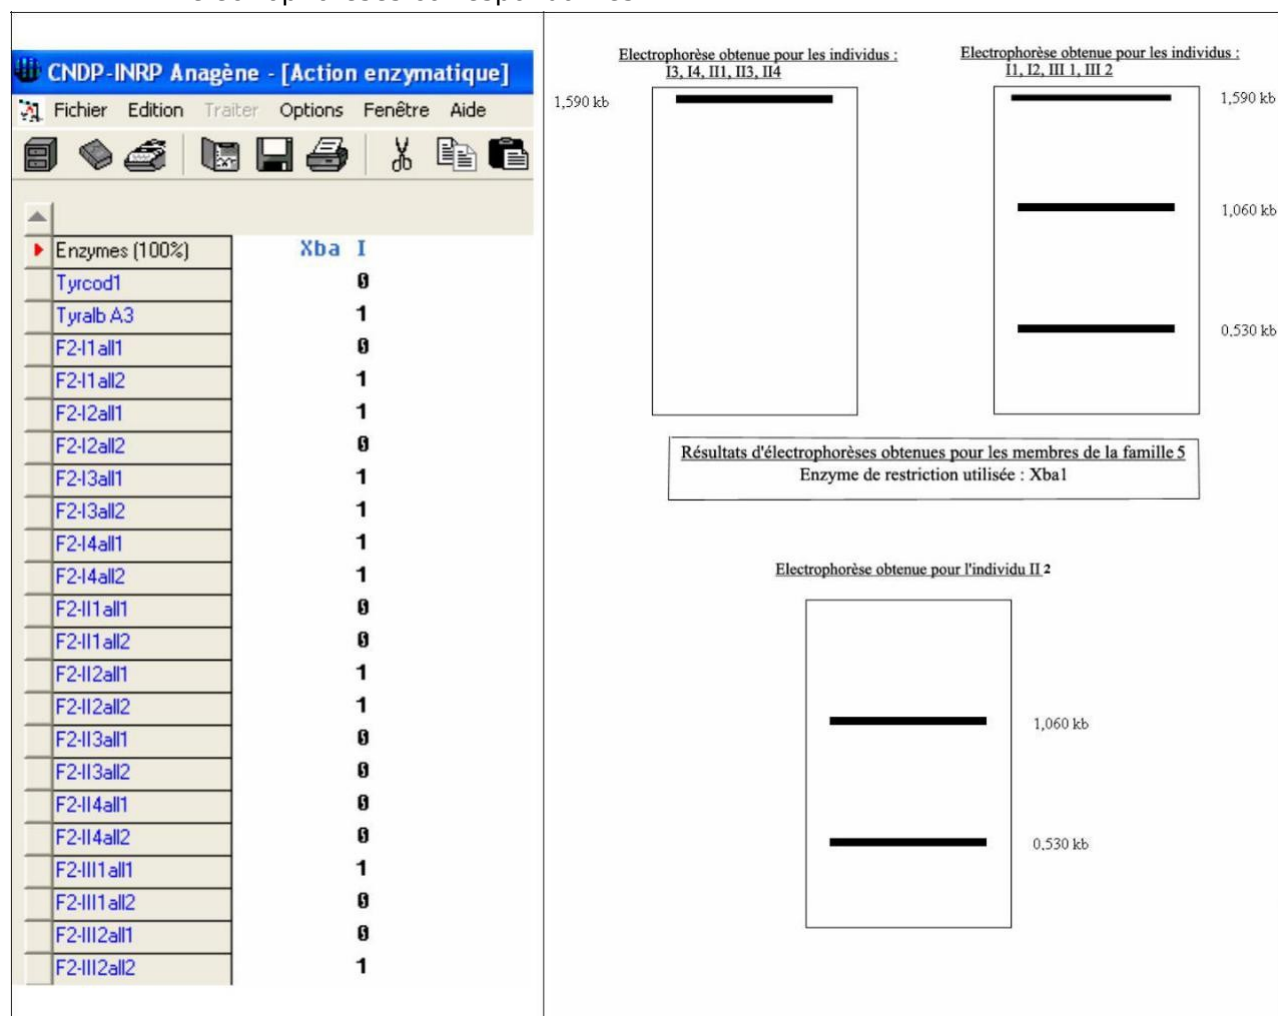 CNDP-INRP Anagène - [Action enzymatique]
Fichier Edition Traiter Options Fenêtre Aide
Enzymes (100%) Xba I
Tyrcod1 0
Tyralb A3 1
F2-I1all1 0
F2-I1all2 1
F2-I2all1 1
F2-I2all2 0
F2-I3all1 1
F2-I3all2 1
F2-I4all1 1
F2-I4all2 1
F2-II1all1 0
F2-II1all2 0
F2-II2all1 1
F2-II2all2 1
F2-II3all1 0
F2-II3all2 0
F2-II4all1 0
F2-II4all2 0
F2-III1all1 1
F2-III1all2 0
F2-III2all1 0
F2-III2all2 1
Electrophorèse obtenue pour les individus :
I3, I4, II1, II3, II4
1,590 kb
Electrophorèse obtenue pour les individus :
I1, I2, III 1, III 2
1,590 kb
1,060 kb
0,530 kb
Résultats d'électrophorèses obtenues pour les membres de la famille 5
Enzyme de restriction utilisée : Xba1
Electrophorèse obtenue pour l'individu II 2
1,060 kb
0,530 kb